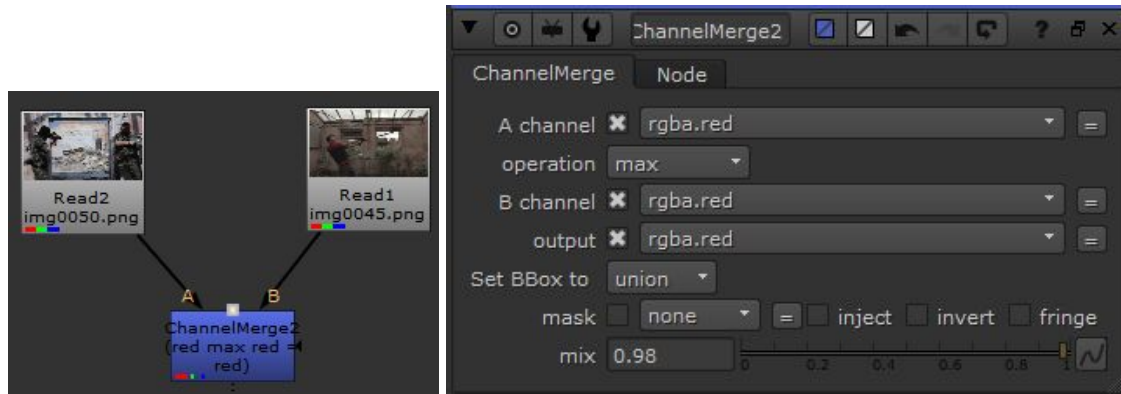 Read2
img0050.png
Read1
img0045.png
A
B
ChannelMerge2
(red max red =
red)
ChannelMerge2
?
ChannelMerge
Node
A channel rgba.red =
operation max
B channel rgba.red =
output rgba.red =
Set BBox to union
mask none = inject invert fringe
mix 0.98 0 0.2 0.4 0.6 0.8 1